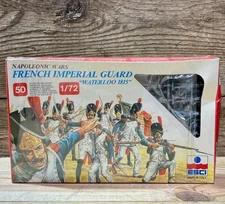 NAPOLEONIC WARS
FRENCH IMPERIAL GUARD
"WATERLOO 1815"
50
1/72
ESCI